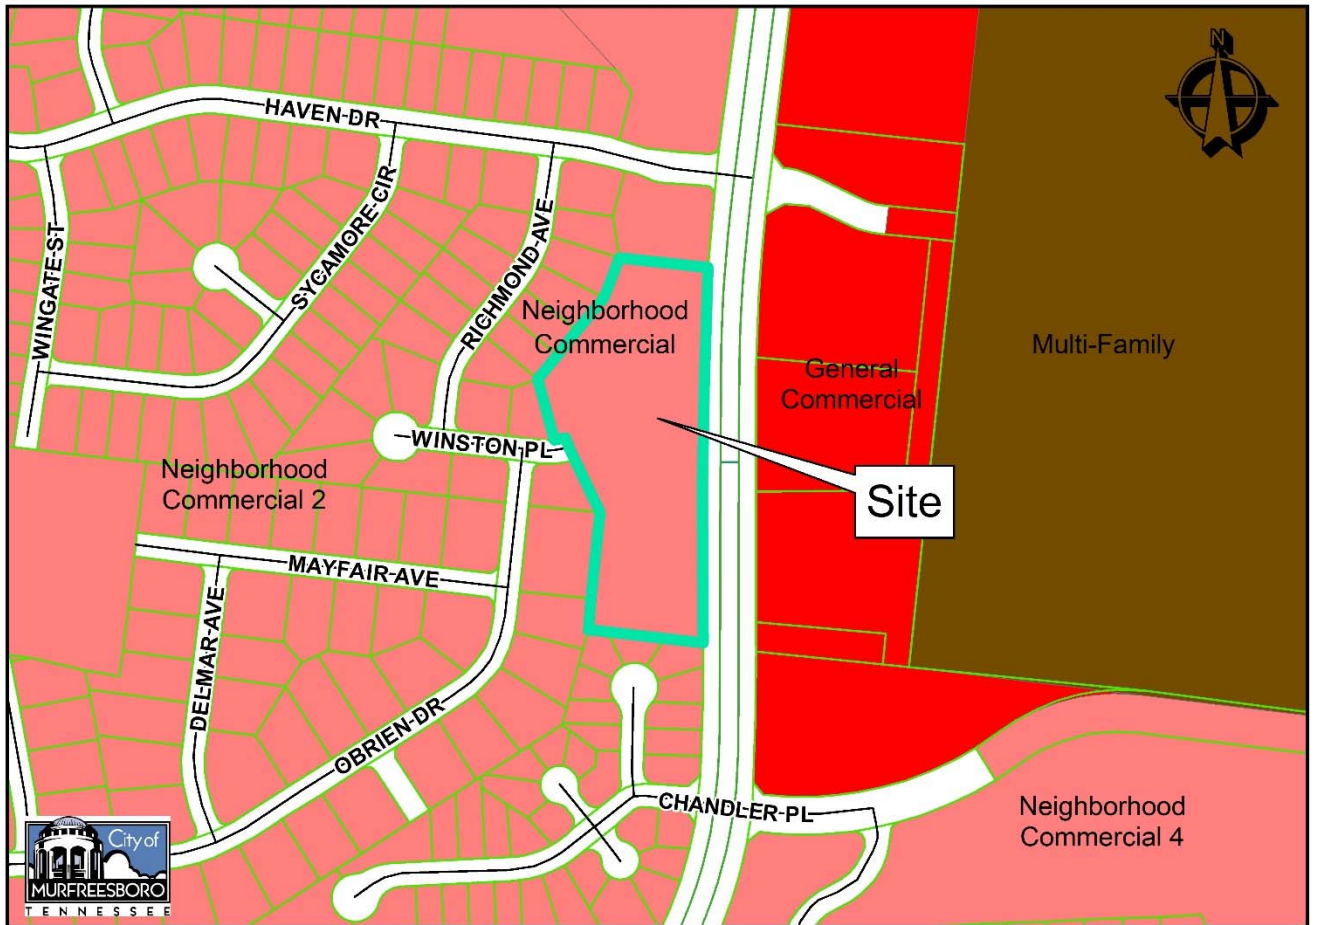 N
HAVEN DR
SYCAMORE CIR
WINGATE ST
RICHMOND AVE
Neighborhood
Commercial
General
Commercial
Multi-Family
WINSTON PL
Neighborhood
Commercial 2
Site
MAYFAIR AVE
DELMAR AVE
OBRIEN DR
CHANDLER PL
Neighborhood
Commercial 4
City of
MURFREESBORO
TENNESSEE